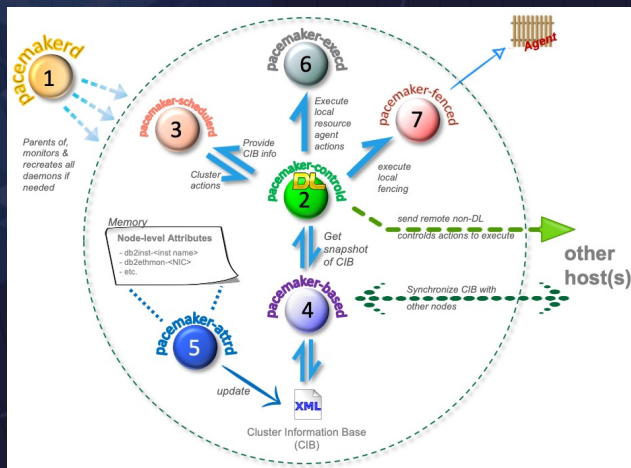 pacemakerd
1
Parents of,
monitors &
recreates all
daemons if
needed
pacemaker-execd
6
Execute
local
resource
agent
actions
Agent
pacemaker-fenced
7
execute
local
fencing
pacemaker-schedulerd
3
Provide
CIB info
Cluster
actions
pacemaker-controld
DL
2
send remote non-DL
controlds actions to execute
other
host(s)
Get
snapshot
of CIB
Memory
Node-level Attributes
- db2inst-<inst name>
- db2ethmon-<NIC>
- etc.
pacemaker-based
4
Synchronize CIB with
other nodes
pacemaker-attrd
5
update
XML
Cluster Information Base
(CIB)